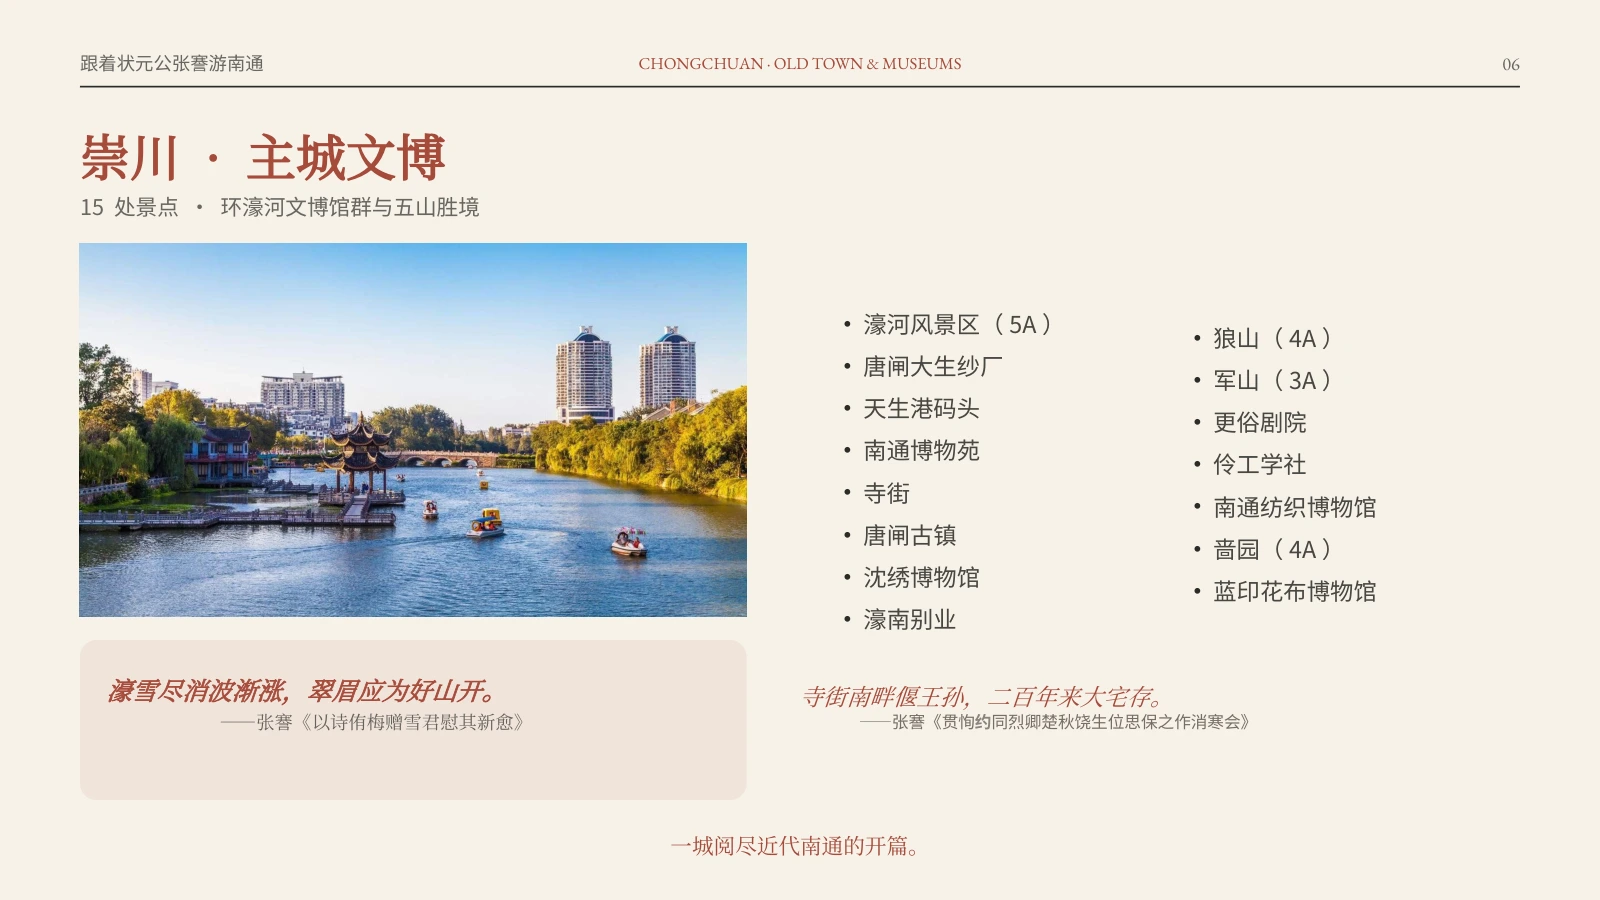 跟着状元公张謇游南通
CHONGCHUAN · OLD TOWN & MUSEUMS
06
崇川 · 主城文博
15 处景点 · 环濠河文博馆群与五山胜境
• 濠河风景区（5A）
• 唐闸大生纱厂
• 天生港码头
• 南通博物苑
• 寺街
• 唐闸古镇
• 沈绣博物馆
• 濠南别业
• 狼山（4A）
• 军山（3A）
• 更俗剧院
• 伶工学社
• 南通纺织博物馆
• 啬园（4A）
• 蓝印花布博物馆
濠雪尽消波渐涨，翠眉应为好山开。
——张謇《以诗侑梅赠雪君慰其新愈》
寺街南畔偃王孙，二百年来大宅存。
——张謇《贯恂约同烈卿楚秋饶生位思保之作消寒会》
一城阅尽近代南通的开篇。